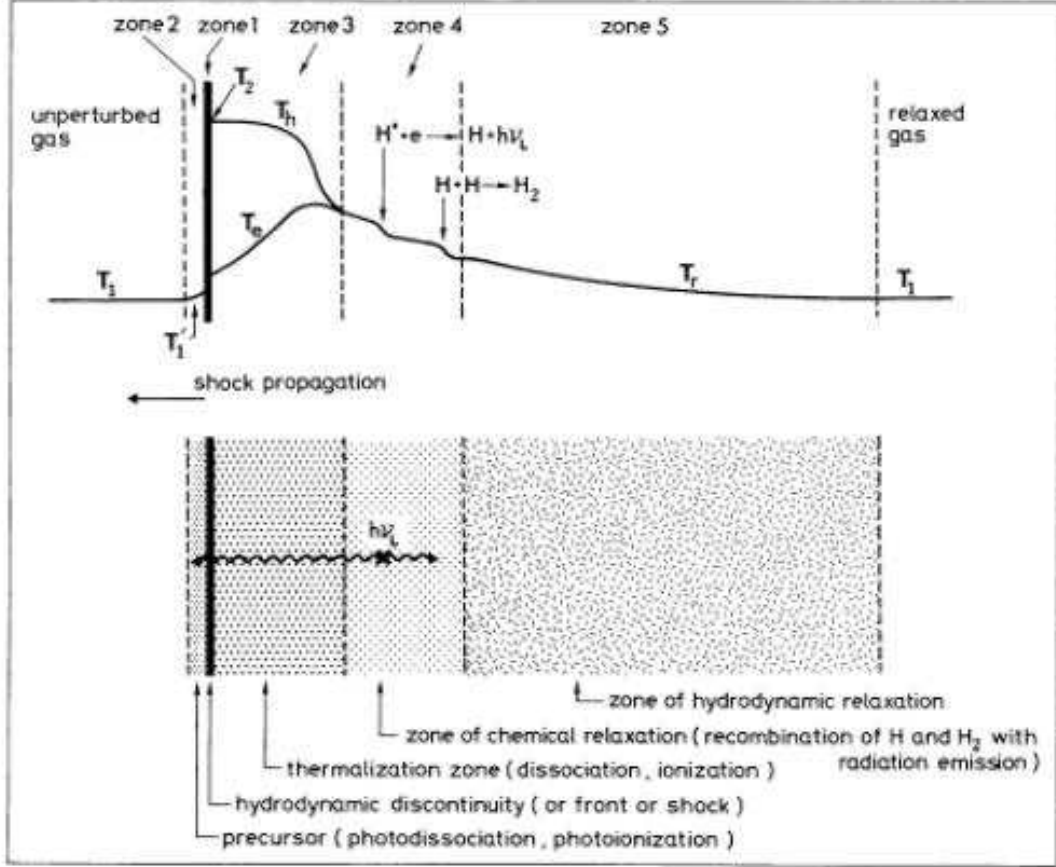 zone 2 zone 1 zone 3 zone 4 zone 5
unperturbed
gas
T₂
Tₕ
Tₑ
H⁺+e → H+hνL
H+H → H₂
relaxed
gas
T₁
Tᵣ
T₁
T₁′
shock propagation
hνL
zone of hydrodynamic relaxation
zone of chemical relaxation (recombination of H and H₂ with
radiation emission)
thermalization zone (dissociation, ionization)
hydrodynamic discontinuity (or front or shock)
precursor (photodissociation, photoionization)